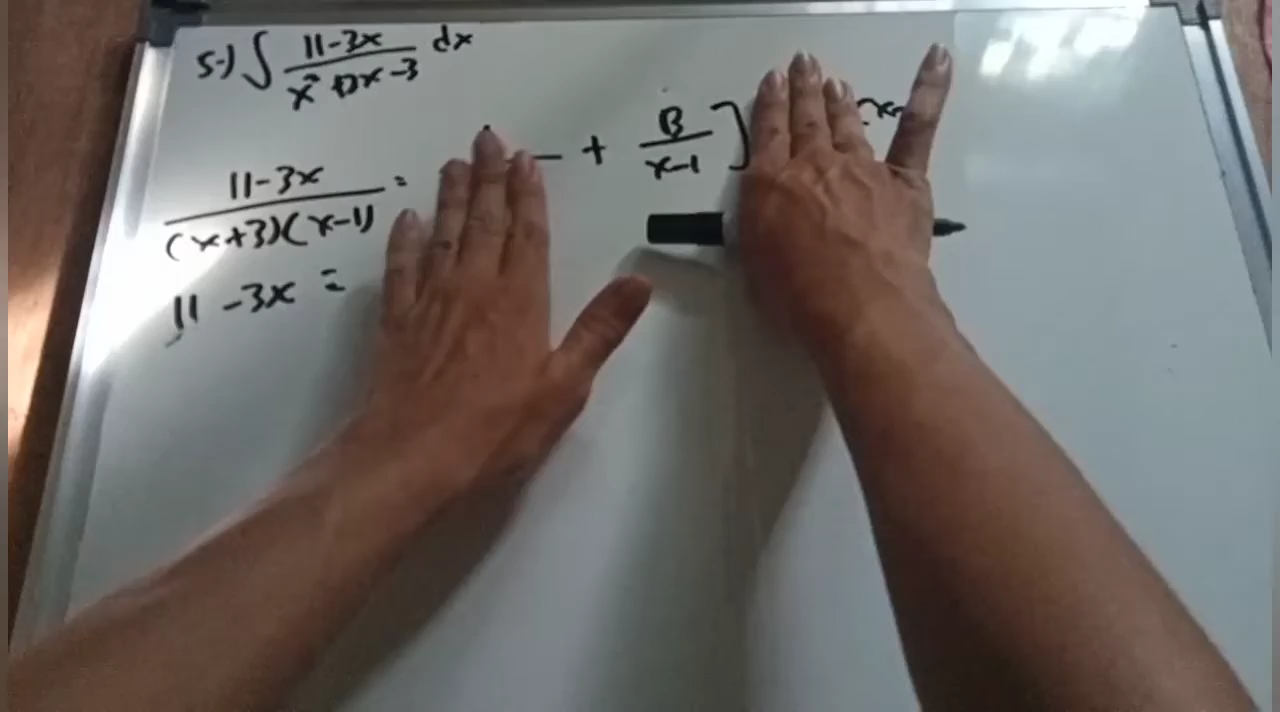 5-) ∫ 11-3x / x²+2x-3 dx
11-3x / (x+3)(x-1) = + B / x-1 ] (x
11-3x =